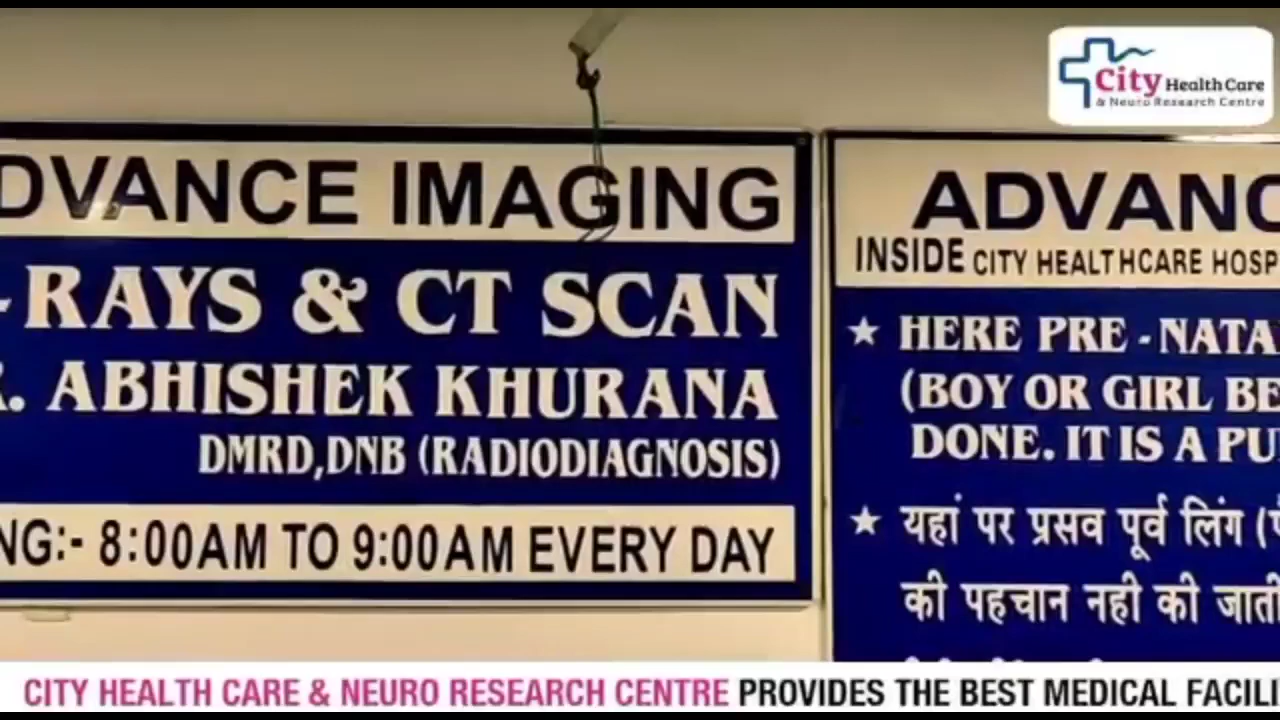 City Health Care
& Neuro Research Centre
DVANCE IMAGING
-RAYS & CT SCAN
R. ABHISHEK KHURANA
DMRD,DNB (RADIODIAGNOSIS)
NG:- 8:00AM TO 9:00AM EVERY DAY
ADVANC
INSIDE CITY HEALTHCARE HOSP
★ HERE PRE - NATA
(BOY OR GIRL BE
DONE. IT IS A PU
★ यहां पर प्रसव पूर्व लिंग
की पहचान नही की जाती
CITY HEALTH CARE & NEURO RESEARCH CENTRE PROVIDES THE BEST MEDICAL FACILI